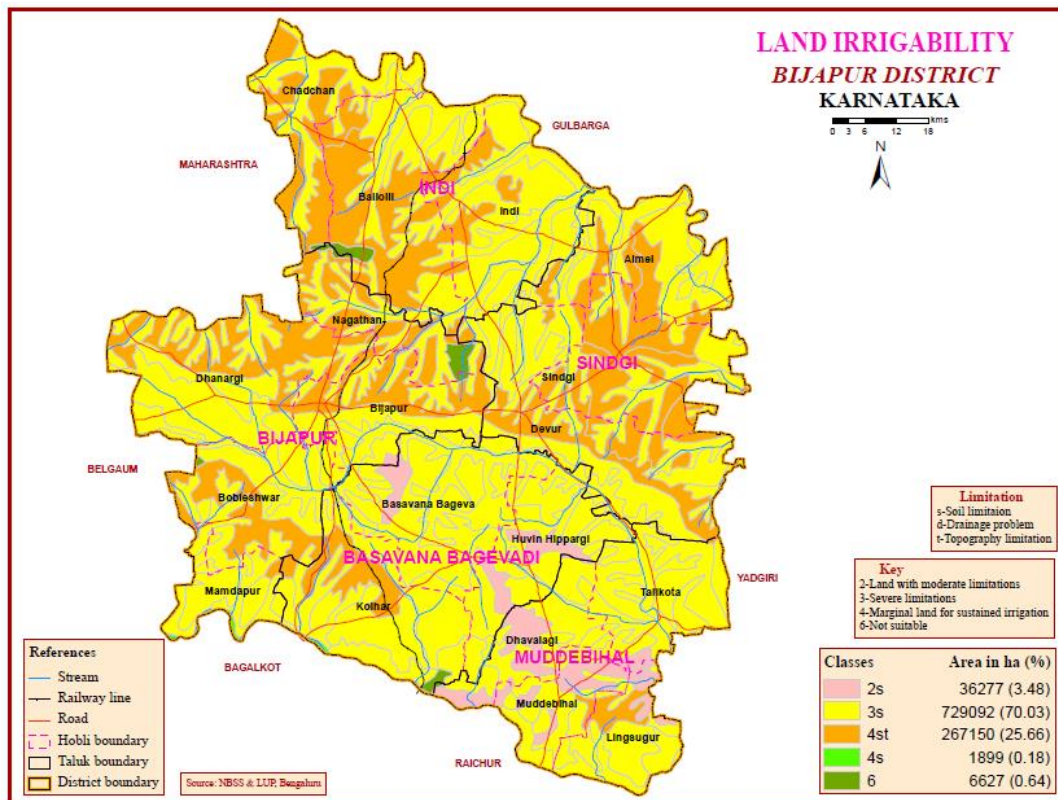 LAND IRRIGABILITY
BIJAPUR DISTRICT
KARNATAKA
kms
0 3 6 12 18
N
GULBARGA
MAHARASHTRA
Chadchan
INDI
Ballolli
Indi
Almel
Nagathan
SINDGI
Dhanargi
Sindgi
Bijapur
Devur
BIJAPUR
BELGAUM
Bobleshwar
Basavana Bageva
Huvin Hippargi
BASAVANA BAGEVADI
YADGIRI
Mamdapur
Kolhar
Talikota
Dhavalagi
MUDDEBIHAL
BAGALKOT
Muddebihal
Lingsugur
RAICHUR
Limitation
s-Soil limitaion
d-Drainage problem
t-Topography limitation
Key
2-Land with moderate limitations
3-Severe limitations
4-Marginal land for sustained irrigation
6-Not suitable
References
Stream
Railway line
Road
Hobli boundary
Taluk boundary
District boundary
Source: NBSS & LUP, Bengaluru
Classes Area in ha (%)
2s 36277 (3.48)
3s 729092 (70.03)
4st 267150 (25.66)
4s 1899 (0.18)
6 6627 (0.64)